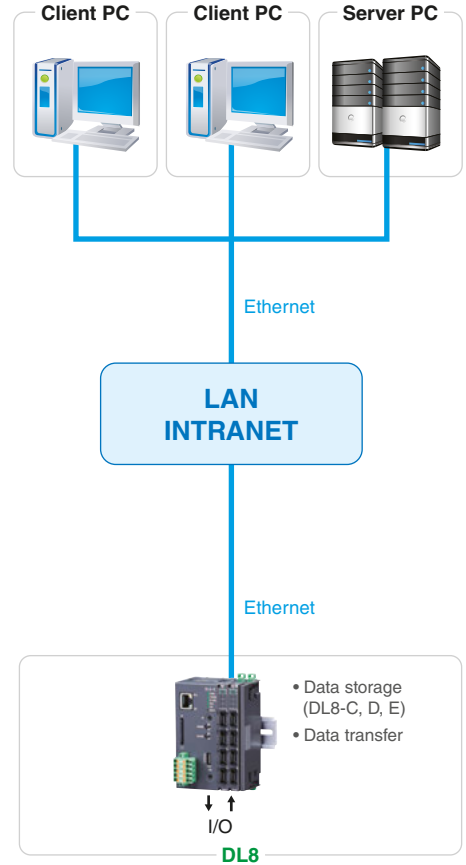 Client PC
Client PC
Server PC
Ethernet
LAN
INTRANET
Ethernet
• Data storage
(DL8-C, D, E)
• Data transfer
I/O
DL8